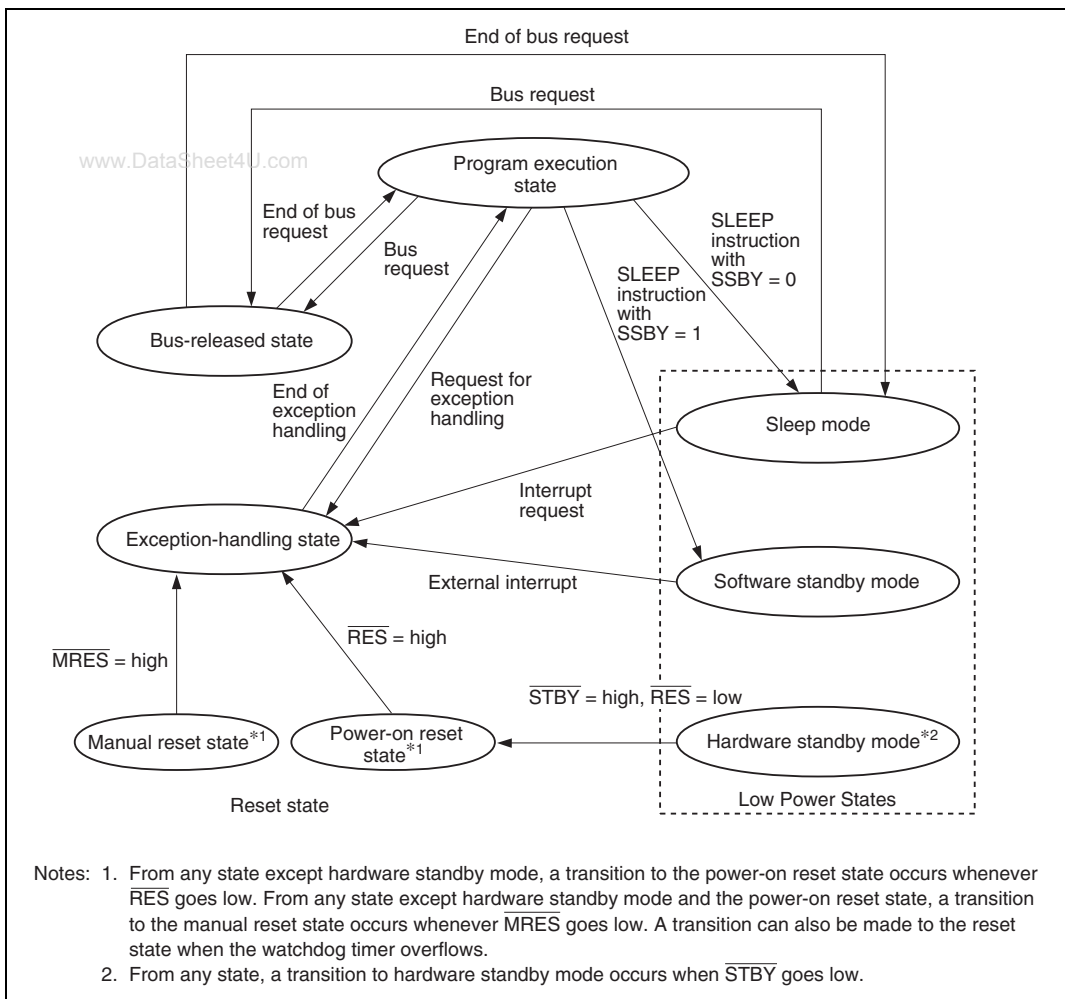 End of bus request
Bus request
www.DataSheet4U.com
Program execution
state
End of bus
request
Bus
request
SLEEP
instruction
with
SSBY = 0
SLEEP
instruction
with
SSBY = 1
Bus-released state
End of
exception
handling
Request for
exception
handling
Sleep mode
Interrupt
request
Exception-handling state
External interrupt
Software standby mode
M̅R̅E̅S̅ = high
R̅E̅S̅ = high
S̅T̅B̅Y̅ = high, R̅E̅S̅ = low
Manual reset state*1
Power-on reset
state*1
Hardware standby mode*2
Reset state
Low Power States
Notes: 1. From any state except hardware standby mode, a transition to the power-on reset state occurs whenever
R̅E̅S̅ goes low. From any state except hardware standby mode and the power-on reset state, a transition
to the manual reset state occurs whenever M̅R̅E̅S̅ goes low. A transition can also be made to the reset
state when the watchdog timer overflows.
2. From any state, a transition to hardware standby mode occurs when S̅T̅B̅Y̅ goes low.